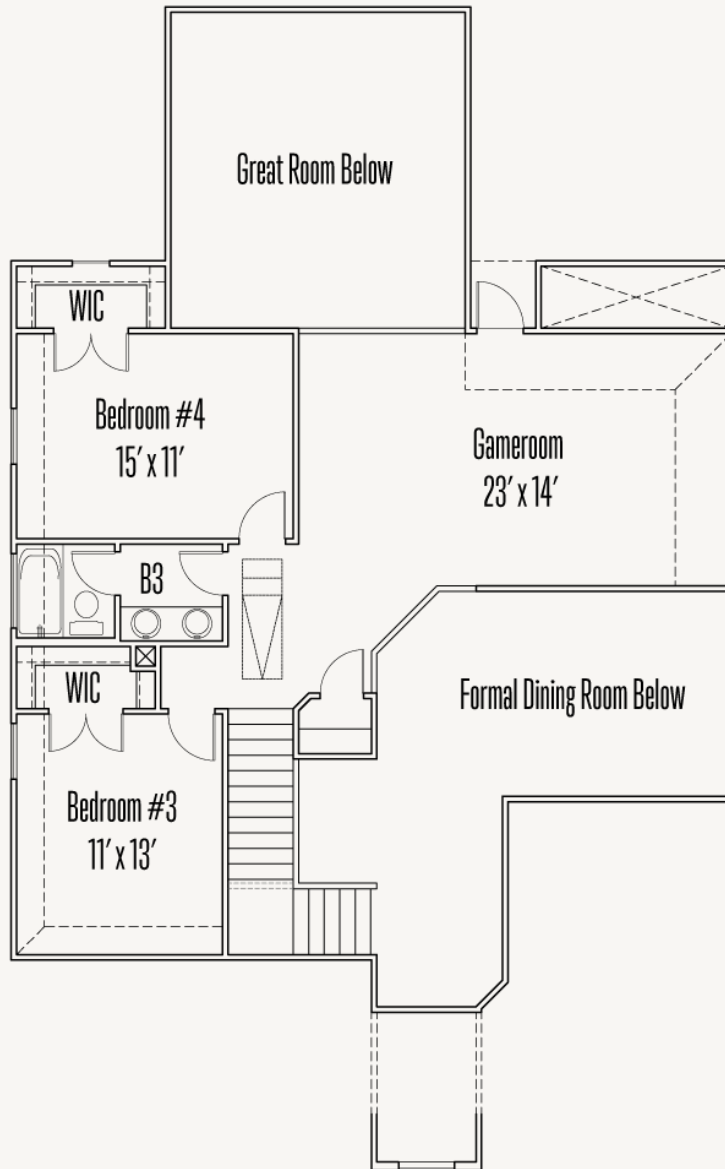 Great Room Below
WIC
Bedroom #4
15′ x 11′
Gameroom
23′ x 14′
B3
WIC
Formal Dining Room Below
Bedroom #3
11′ x 13′